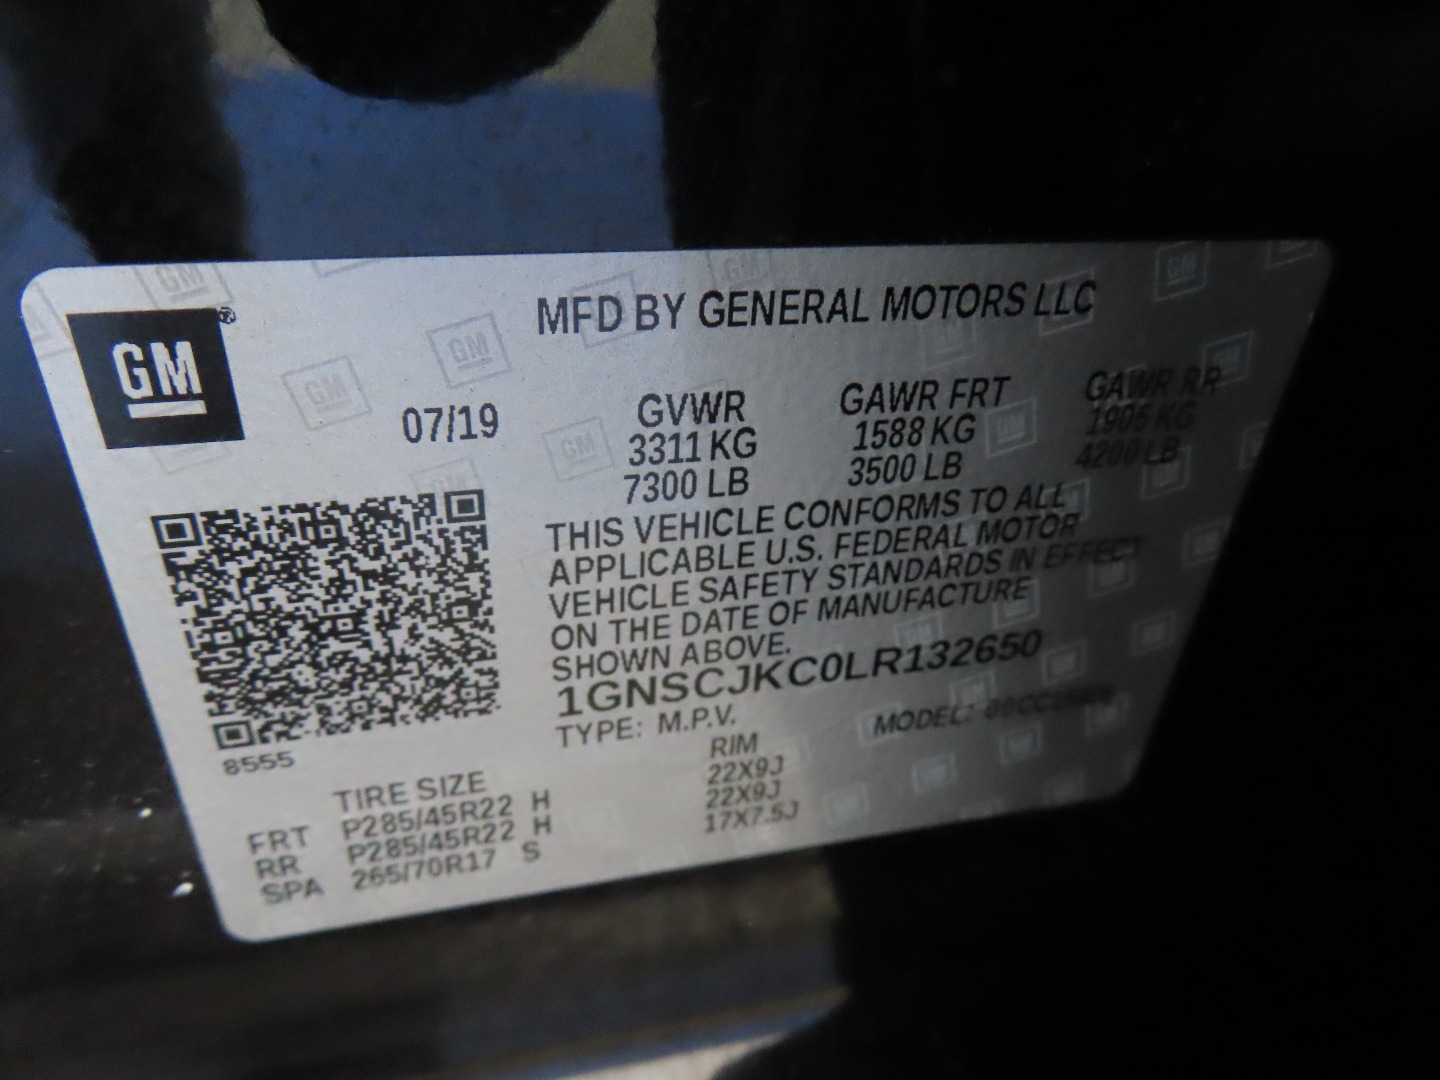 GM®
MFD BY GENERAL MOTORS LLC
07/19
GVWR GAWR FRT GAWR RR
3311 KG 1588 KG 1905 KG
7300 LB 3500 LB 4200 LB
THIS VEHICLE CONFORMS TO ALL
APPLICABLE U.S. FEDERAL MOTOR
VEHICLE SAFETY STANDARDS IN EFFECT
ON THE DATE OF MANUFACTURE
SHOWN ABOVE.
1GNSCJKC0LR132650
TYPE: M.P.V. MODEL:
8555
TIRE SIZE RIM
FRT P285/45R22 H 22X9J
RR P285/45R22 H 22X9J
SPA 265/70R17 S 17X7.5J